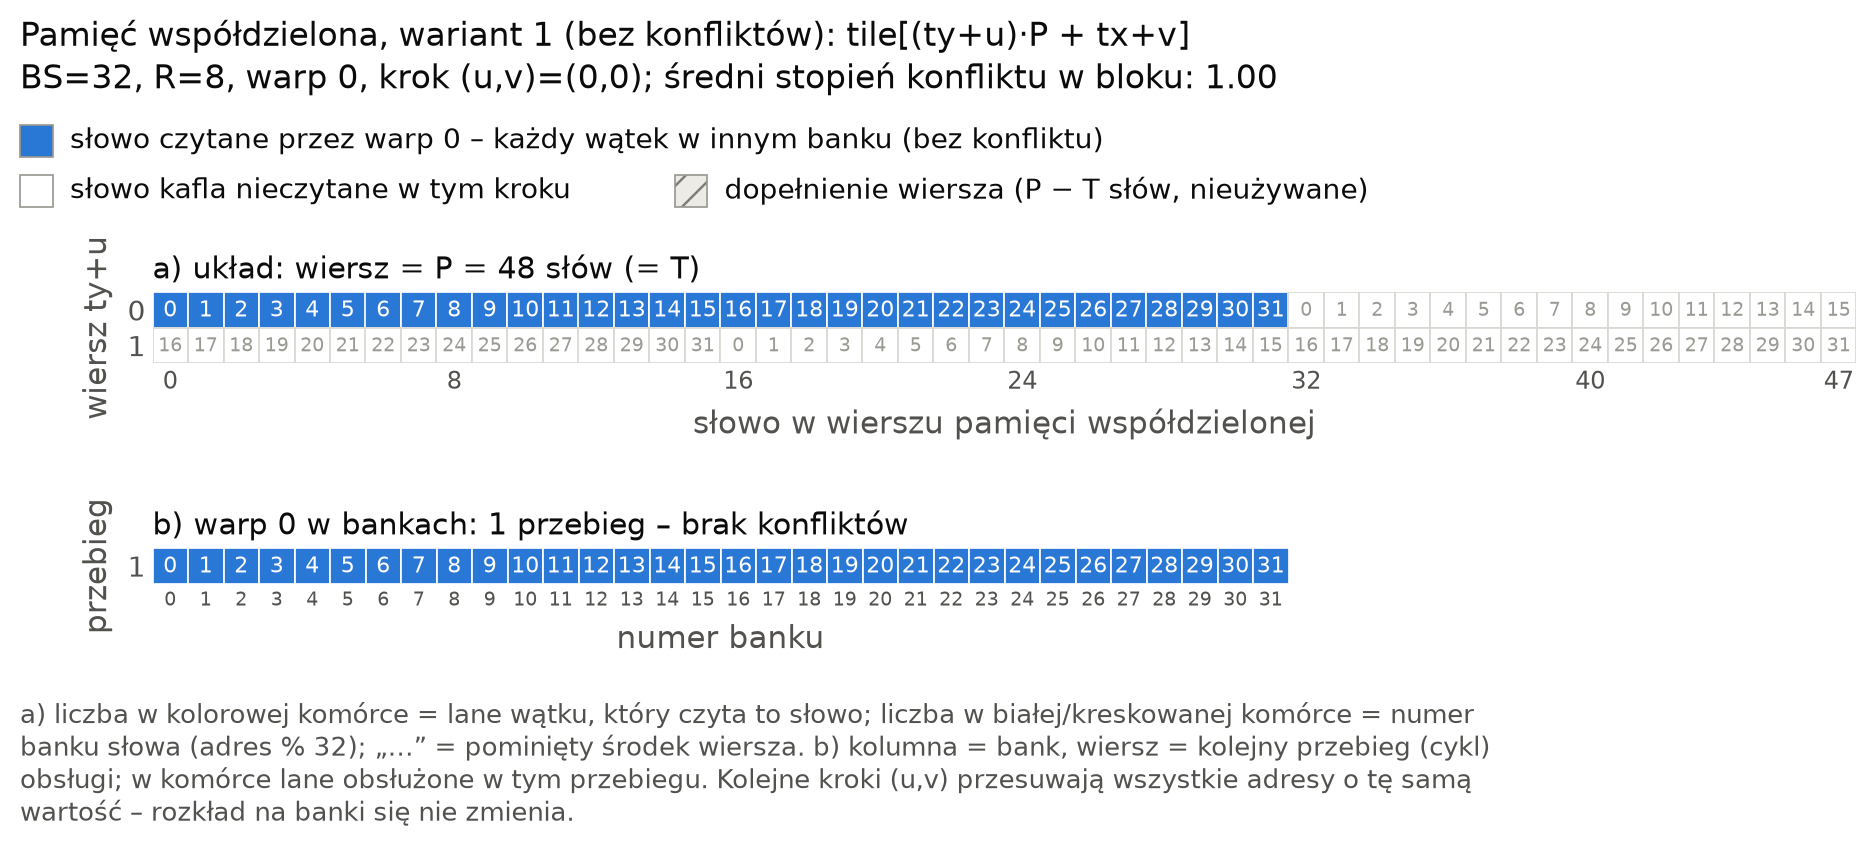 Pamięć współdzielona, wariant 1 (bez konfliktów): tile[(ty+u)·P + tx+v]
BS=32, R=8, warp 0, krok (u,v)=(0,0); średni stopień konfliktu w bloku: 1.00
słowo czytane przez warp 0 – każdy wątek w innym banku (bez konfliktu)
słowo kafla nieczytane w tym kroku
dopełnienie wiersza (P − T słów, nieużywane)
wiersz ty+u
a) układ: wiersz = P = 48 słów (= T)
0 0 1 2 3 4 5 6 7 8 9 10 11 12 13 14 15 16 17 18 19 20 21 22 23 24 25 26 27 28 29 30 31 0 1 2 3 4 5 6 7 8 9 10 11 12 13 14 15
1 16 17 18 19 20 21 22 23 24 25 26 27 28 29 30 31 0 1 2 3 4 5 6 7 8 9 10 11 12 13 14 15 16 17 18 19 20 21 22 23 24 25 26 27 28 29 30 31
0 8 16 24 32 40 47
słowo w wierszu pamięci współdzielonej
przebieg
b) warp 0 w bankach: 1 przebieg – brak konfliktów
1 0 1 2 3 4 5 6 7 8 9 10 11 12 13 14 15 16 17 18 19 20 21 22 23 24 25 26 27 28 29 30 31
0 1 2 3 4 5 6 7 8 9 10 11 12 13 14 15 16 17 18 19 20 21 22 23 24 25 26 27 28 29 30 31
numer banku
a) liczba w kolorowej komórce = lane wątku, który czyta to słowo; liczba w białej/kreskowanej komórce = numer
banku słowa (adres % 32); „…” = pominięty środek wiersza. b) kolumna = bank, wiersz = kolejny przebieg (cykl)
obsługi; w komórce lane obsłużone w tym przebiegu. Kolejne kroki (u,v) przesuwają wszystkie adresy o tę samą
wartość – rozkład na banki się nie zmienia.